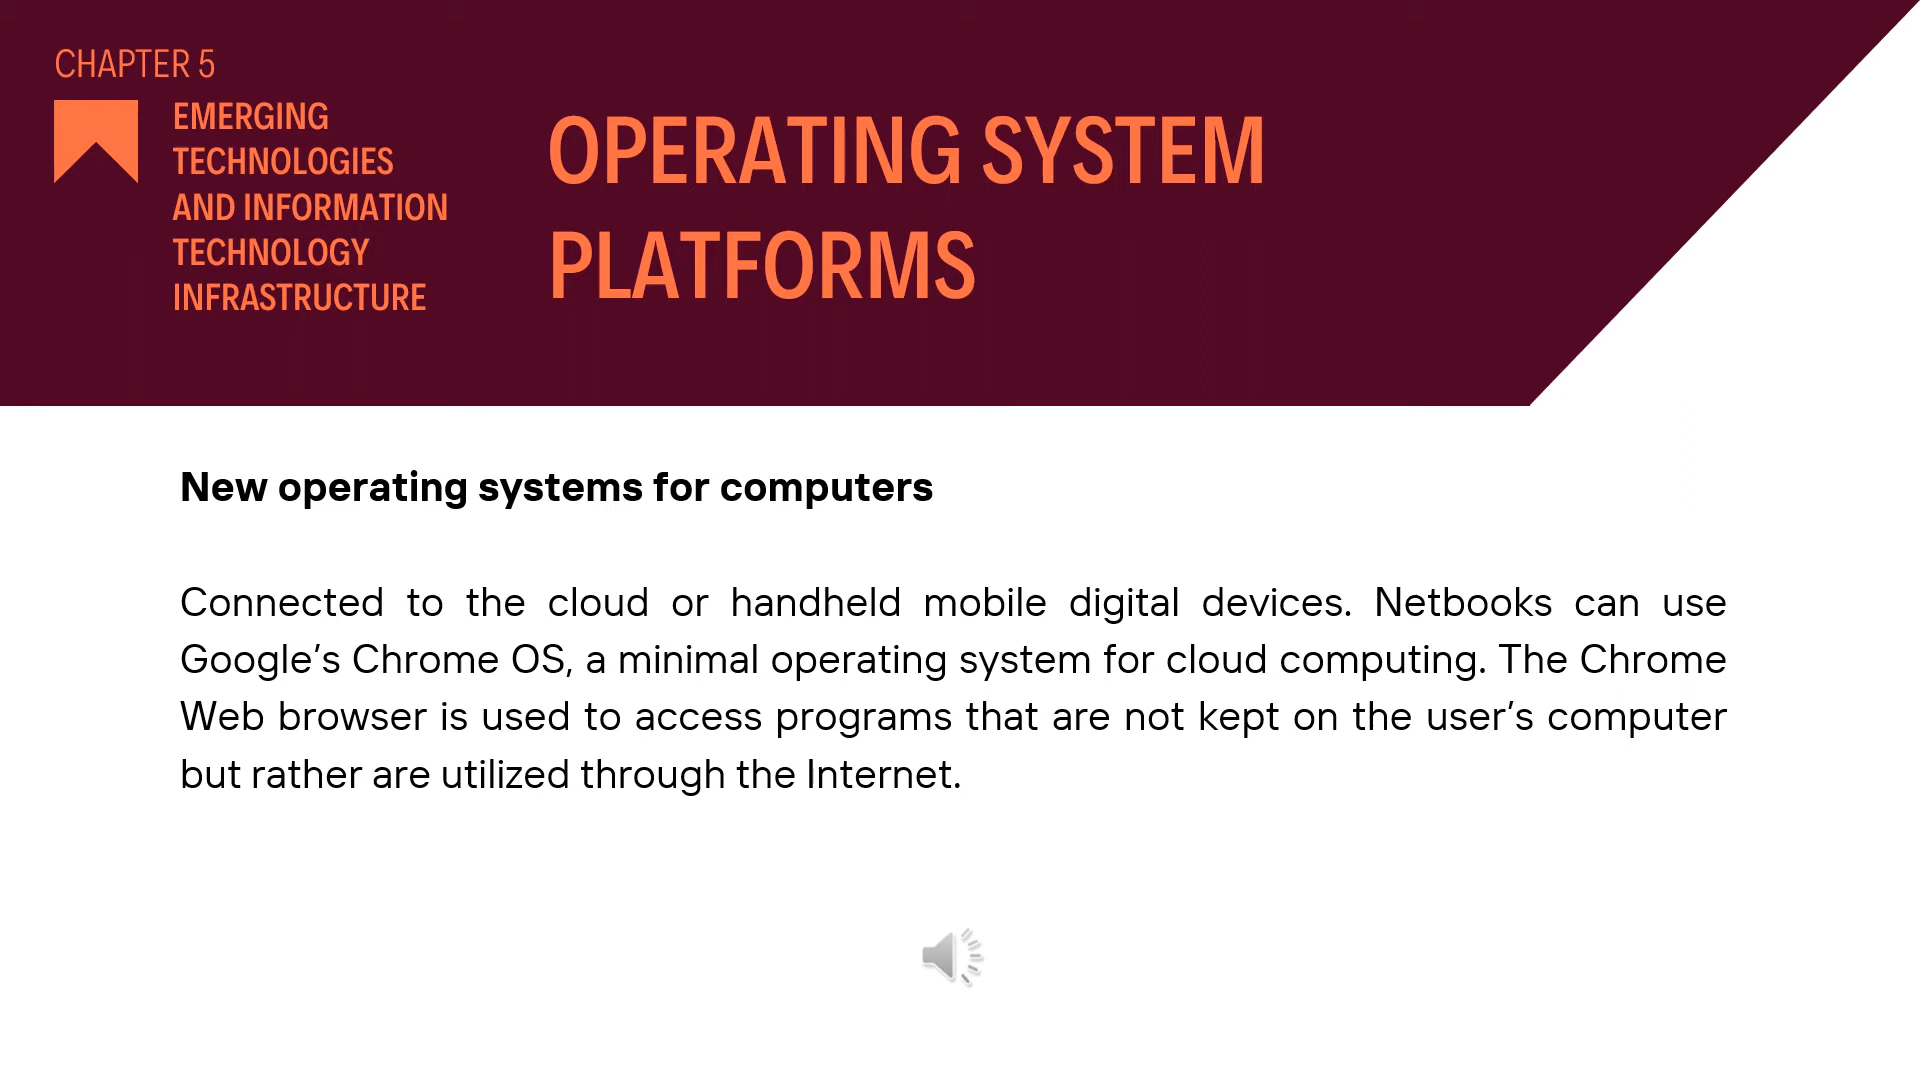 CHAPTER 5
EMERGING
TECHNOLOGIES
AND INFORMATION
TECHNOLOGY
INFRASTRUCTURE
OPERATING SYSTEM
PLATFORMS
New operating systems for computers
Connected to the cloud or handheld mobile digital devices. Netbooks can use
Google’s Chrome OS, a minimal operating system for cloud computing. The Chrome
Web browser is used to access programs that are not kept on the user’s computer
but rather are utilized through the Internet.